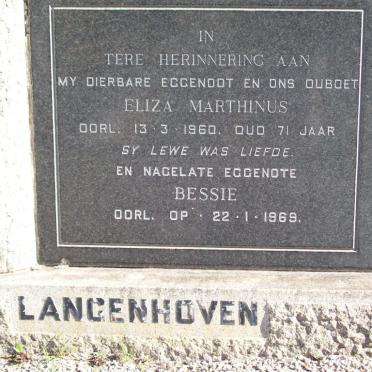 IN
TERE HERINNERING AAN
MY DIERBARE EGGENOOT EN ONS OUBOET
ELIZA MARTHINUS
OORL. 13·3·1960. OUD 71 JAAR
SY LEWE WAS LIEFDE.
EN NAGELATE EGGENOTE
BESSIE
OORL. OP · 22·1·1969.
LANGENHOVEN